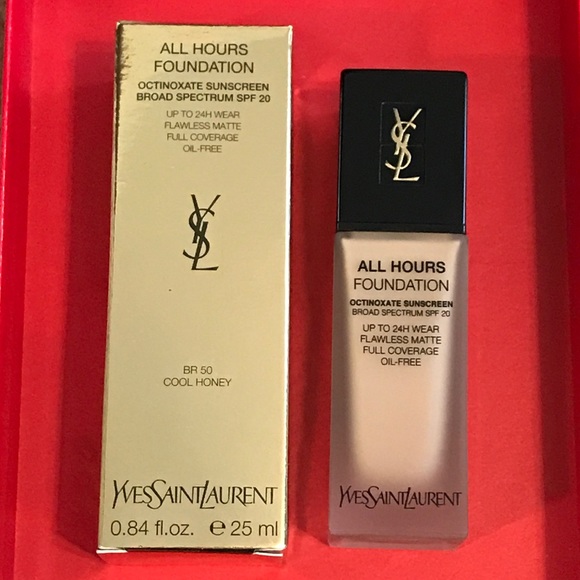 ALL HOURS
FOUNDATION
OCTINOXATE SUNSCREEN
BROAD SPECTRUM SPF 20
UP TO 24H WEAR
FLAWLESS MATTE
FULL COVERAGE
OIL-FREE
YSL
BR 50
COOL HONEY
YVESSAINTLAURENT
0.84 fl.oz. ℮ 25 ml
YSL
ALL HOURS
FOUNDATION
OCTINOXATE SUNSCREEN
BROAD SPECTRUM SPF 20
UP TO 24H WEAR
FLAWLESS MATTE
FULL COVERAGE
OIL-FREE
YVESSAINTLAURENT